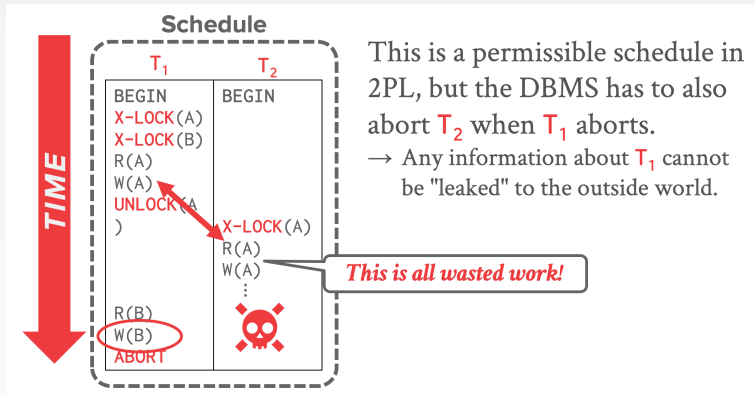 Schedule
TIME
T1 T2
BEGIN BEGIN
X-LOCK(A)
X-LOCK(B)
R(A)
W(A)
UNLOCK(A
) X-LOCK(A)
R(A)
W(A)
⋮
R(B)
W(B)
ABORT
This is all wasted work!
This is a permissible schedule in
2PL, but the DBMS has to also
abort T2 when T1 aborts.
→ Any information about T1 cannot
be "leaked" to the outside world.